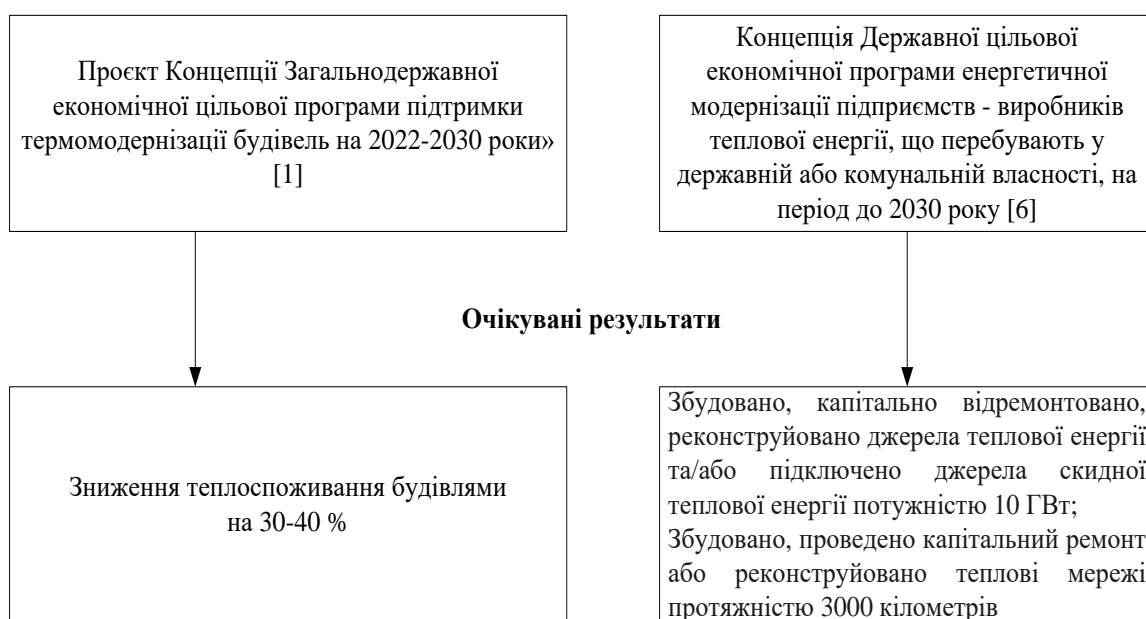 Проєкт Концепції Загальнодержавної
економічної цільової програми підтримки
термомодернізації будівель на 2022-2030 роки»
[1]
Концепція Державної цільової
економічної програми енергетичної
модернізації підприємств - виробників
теплової енергії, що перебувають у
державній або комунальній власності, на
період до 2030 року [6]
Очікувані результати
Зниження теплоспоживання будівлями
на 30-40 %
Збудовано, капітально відремонтовано,
реконструйовано джерела теплової енергії
та/або підключено джерела скидної
теплової енергії потужністю 10 ГВт;
Збудовано, проведено капітальний ремонт
або реконструйовано теплові мережі
протяжністю 3000 кілометрів